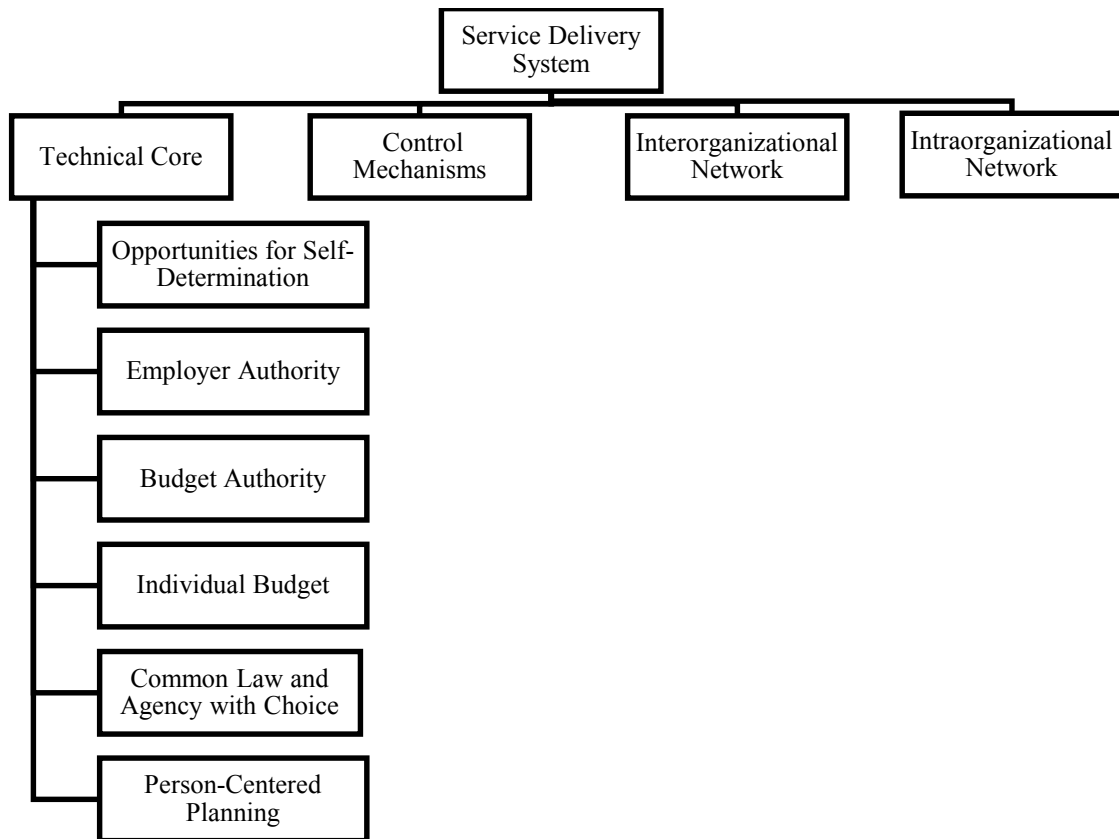 Service Delivery
System
Technical Core
Control
Mechanisms
Interorganizational
Network
Intraorganizational
Network
Opportunities for Self-
Determination
Employer Authority
Budget Authority
Individual Budget
Common Law and
Agency with Choice
Person-Centered
Planning